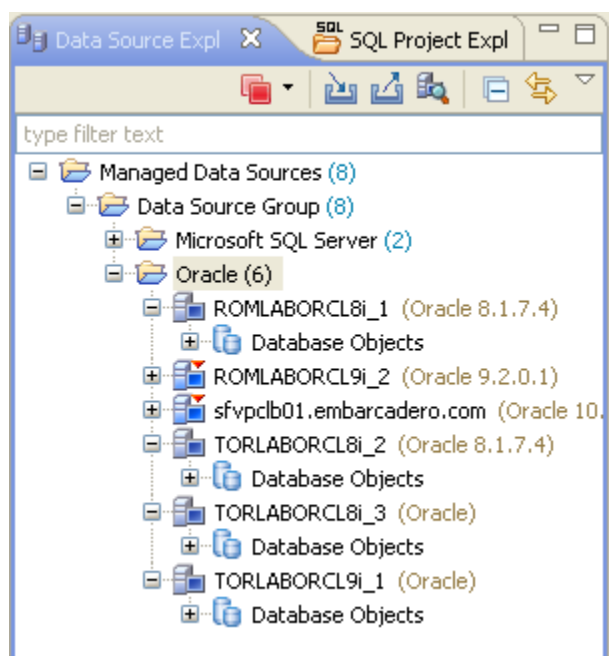 Data Source Expl SQL SQL Project Expl
type filter text
Managed Data Sources (8)
Data Source Group (8)
Microsoft SQL Server (2)
Oracle (6)
ROMLABORCL8i_1 (Oracle 8.1.7.4)
Database Objects
ROMLABORCL9i_2 (Oracle 9.2.0.1)
sfvpclb01.embarcadero.com (Oracle 10.
TORLABORCL8i_2 (Oracle 8.1.7.4)
Database Objects
TORLABORCL8i_3 (Oracle)
Database Objects
TORLABORCL9i_1 (Oracle)
Database Objects